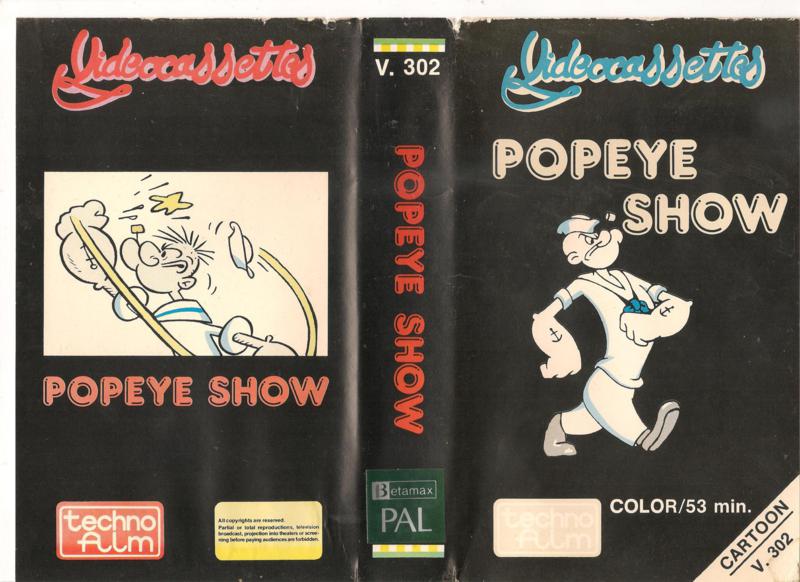 Videocassettes
POPEYE SHOW
techno
film
All copyrights are reserved.
Partial or total reproductions, television
broadcast, projection into theaters or scree-
ning before paying audiences are forbidden.
V. 302
POPEYE SHOW
Betamax
PAL
Videocassettes
POPEYE
SHOW
techno
film
COLOR/53 min.
CARTOON
V. 302